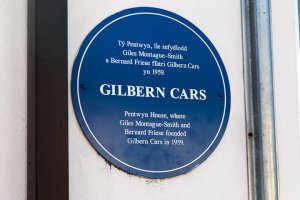 Tŷ Pentwyn, lle sefydlodd
Giles Montague-Smith
a Bernard Friese ffatri Gilbern Cars
yn 1959.
GILBERN CARS
Pentwyn House, where
Giles Montague-Smith and
Bernard Friese founded
Gilbern Cars in 1959.